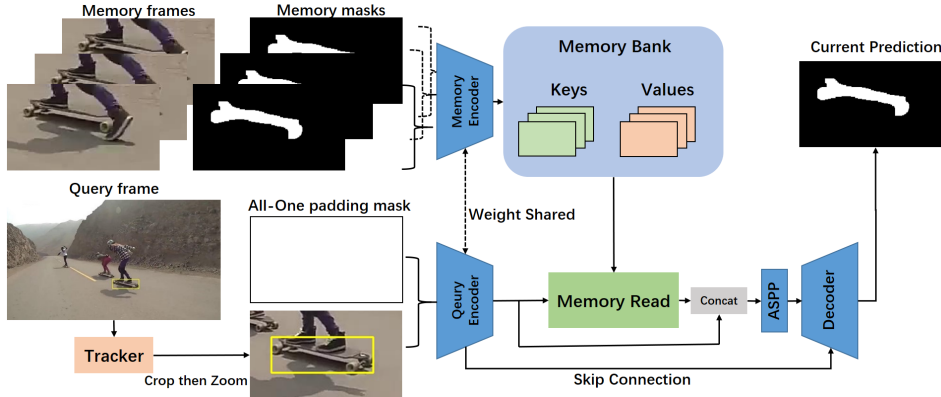 Memory frames
Memory masks
Memory Bank
Current Prediction
Keys
Values
Memory
Encoder
Query frame
All-One padding mask
Weight Shared
Qeury
Encoder
Memory Read
Concat
ASPP
Decoder
Tracker
Crop then Zoom
Skip Connection